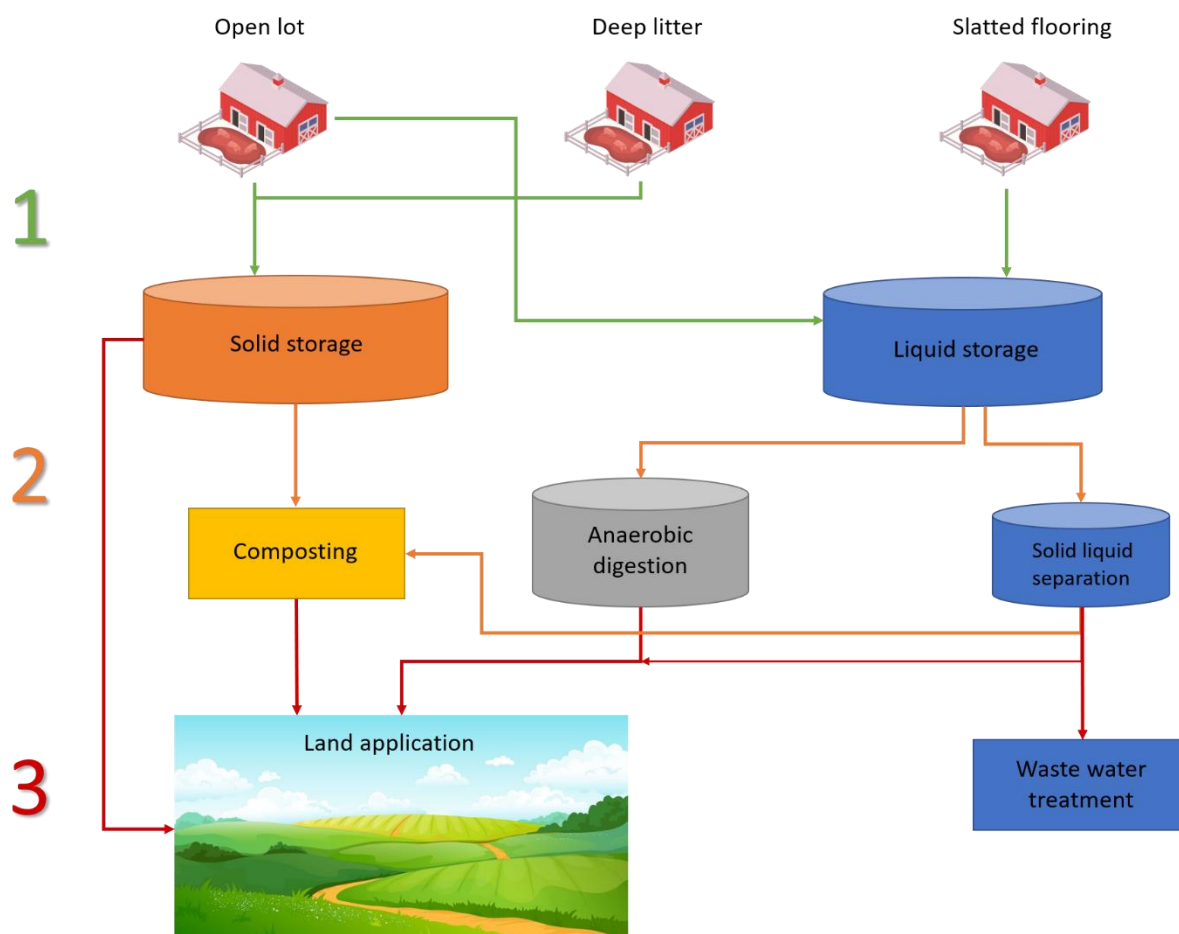 Open lot
Deep litter
Slatted flooring
1
Solid storage
Liquid storage
2
Composting
Anaerobic
digestion
Solid liquid
separation
Land application
3
Waste water
treatment